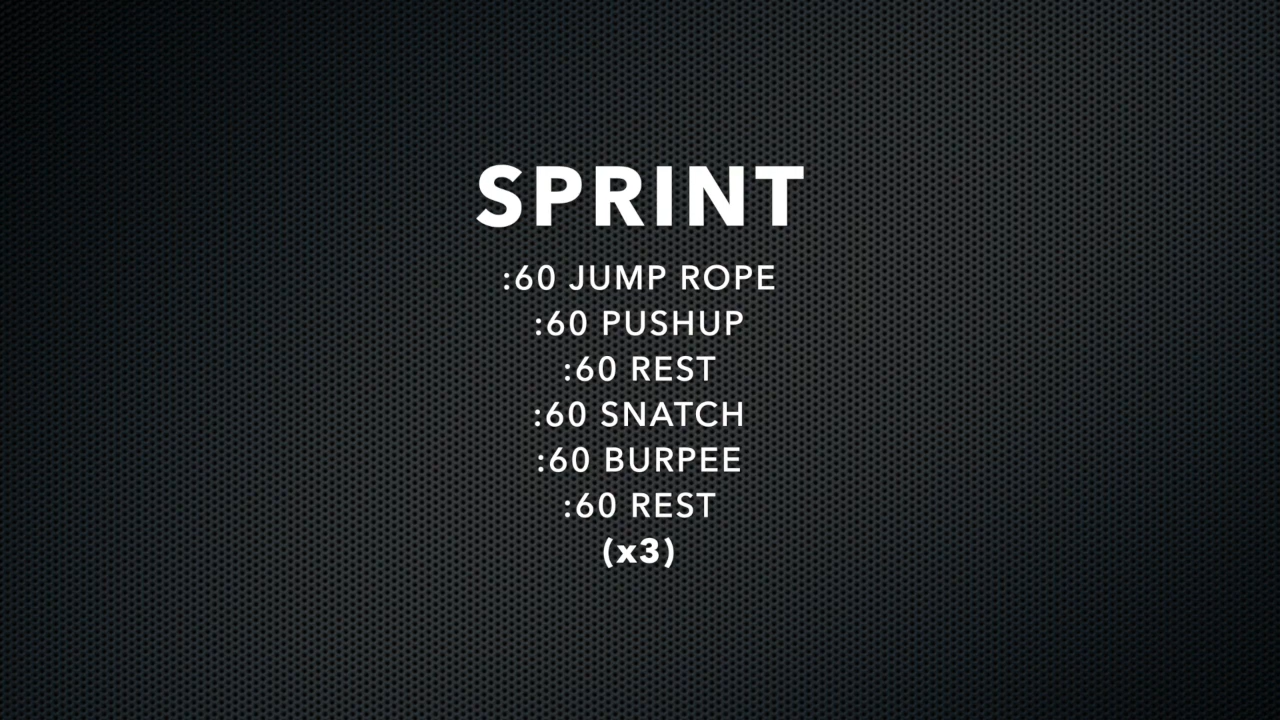 SPRINT
:60 JUMP ROPE
:60 PUSHUP
:60 REST
:60 SNATCH
:60 BURPEE
:60 REST
(x3)